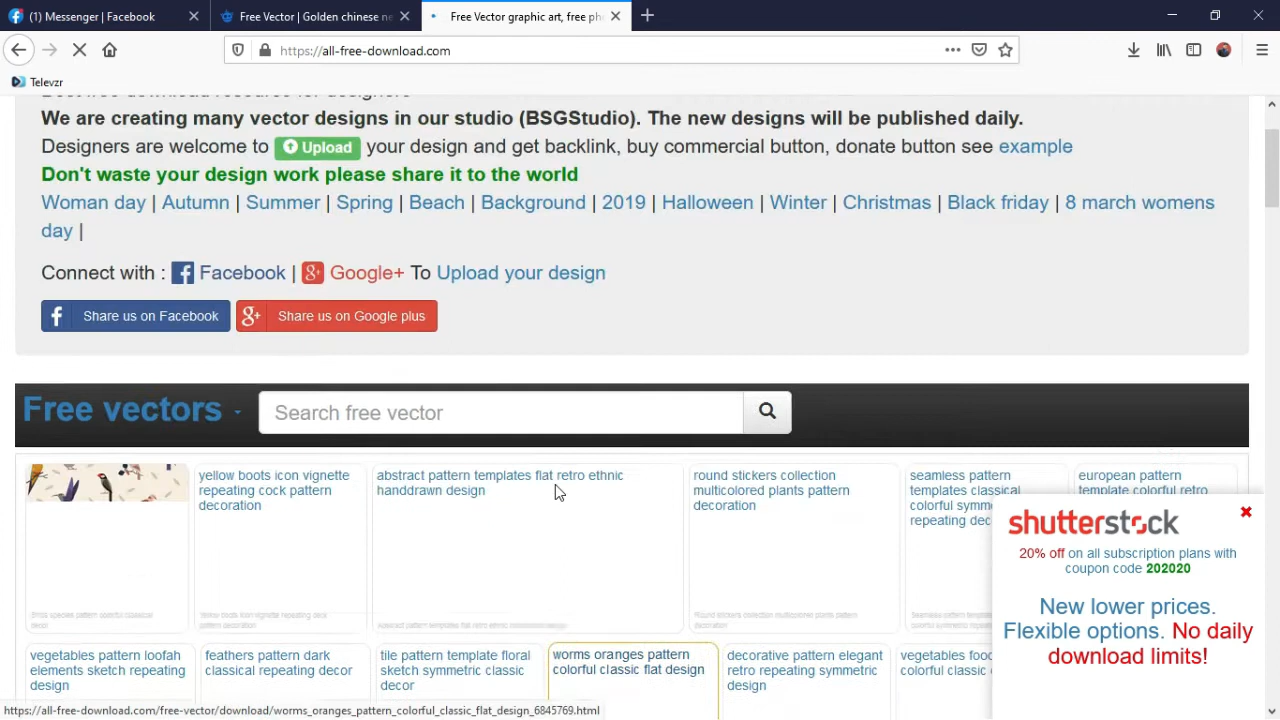 (1) Messenger | Facebook
Free Vector | Golden chinese ne
Free Vector graphic art, free ph
https://all-free-download.com
Televzr
Best free download resource for designers
We are creating many vector designs in our studio (BSGStudio). The new designs will be published daily.
Designers are welcome to Upload your design and get backlink, buy commercial button, donate button see example
Don't waste your design work please share it to the world
Woman day | Autumn | Summer | Spring | Beach | Background | 2019 | Halloween | Winter | Christmas | Black friday | 8 march womens
day |
Connect with : Facebook | Google+ To Upload your design
Share us on Facebook
Share us on Google plus
Free vectors
Search free vector
yellow boots icon vignette
repeating cock pattern
decoration
abstract pattern templates flat retro ethnic
handdrawn design
round stickers collection
multicolored plants pattern
decoration
seamless pattern
templates classical
colorful symm
repeating dec
european pattern
template colorful retro
vegetables pattern loofah
elements sketch repeating
design
feathers pattern dark
classical repeating decor
tile pattern template floral
sketch symmetric classic
decor
worms oranges pattern
colorful classic flat design
decorative pattern elegant
retro repeating symmetric
design
vegetables food
colorful classic
shutterstock
20% off on all subscription plans with
coupon code 202020
New lower prices.
Flexible options. No daily
download limits!
https://all-free-download.com/free-vector/download/worms_oranges_pattern_colorful_classic_flat_design_6845769.html